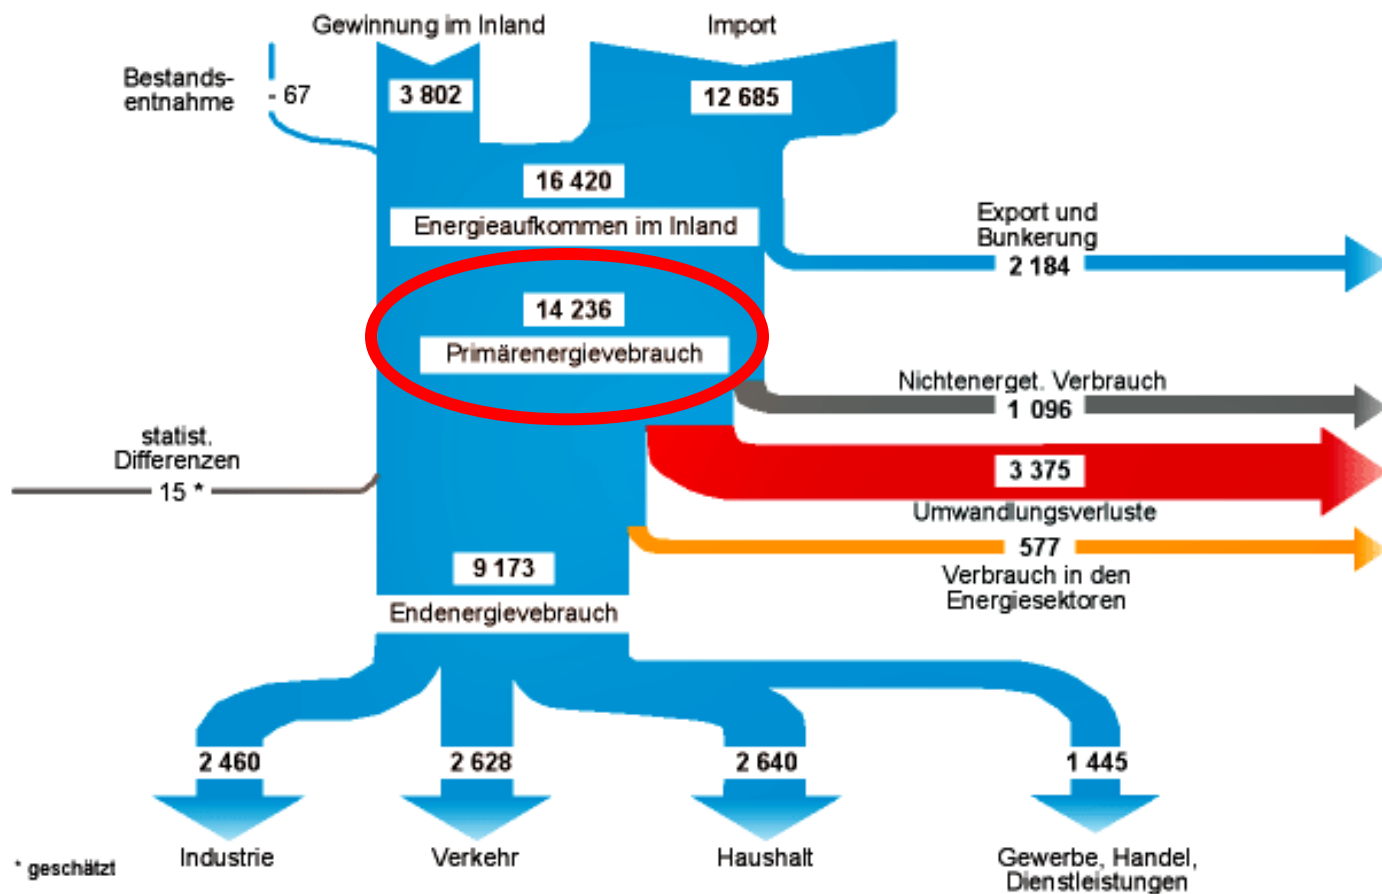 Gewinnung im Inland
Import
Bestands-
entnahme
- 67
3 802
12 685
16 420
Energieaufkommen im Inland
Export und
Bunkerung
2 184
14 236
Primärenergievebrauch
Nichtenerget. Verbrauch
1 096
statist.
Differenzen
15 *
3 375
Umwandlungsverluste
577
Verbrauch in den
Energiesektoren
9 173
Endenergievebrauch
2 460
2 628
2 640
1 445
Industrie
Verkehr
Haushalt
Gewerbe, Handel,
Dienstleistungen
* geschätzt